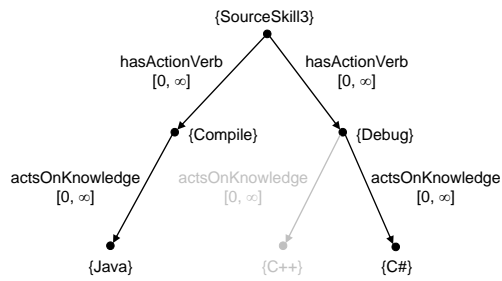 {SourceSkill3}
hasActionVerb
[0, ∞]
hasActionVerb
[0, ∞]
{Compile}
{Debug}
actsOnKnowledge
[0, ∞]
actsOnKnowledge
[0, ∞]
actsOnKnowledge
[0, ∞]
{Java}
{C++}
{C#}